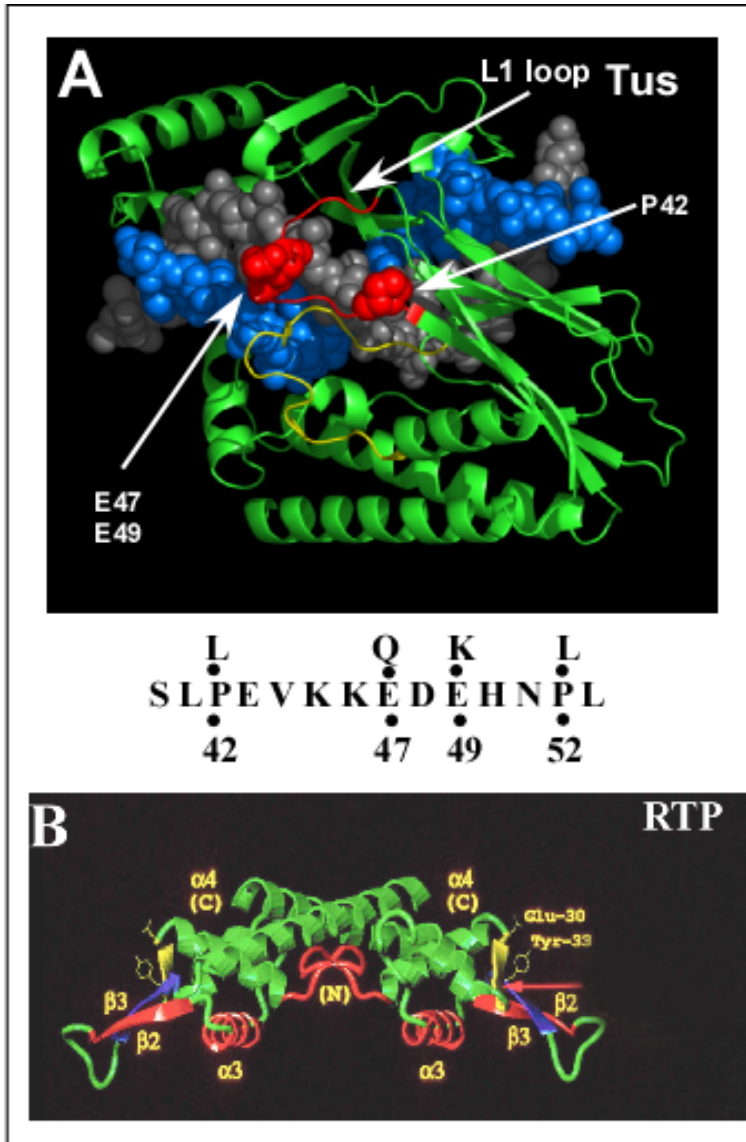 A
L1 loop Tus
P42
E47
E49
L Q K L
S L P E V K K E D E H N P L
42 47 49 52
B
RTP
α4 α4
(C) (C)
Glu-30
Tyr-33
(N)
β3 β2
β2 β3
α3 α3